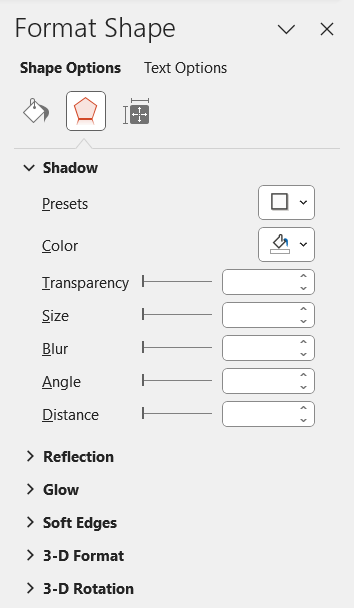 Format Shape
Shape Options Text Options
Shadow
Presets
Color
Transparency
Size
Blur
Angle
Distance
Reflection
Glow
Soft Edges
3-D Format
3-D Rotation